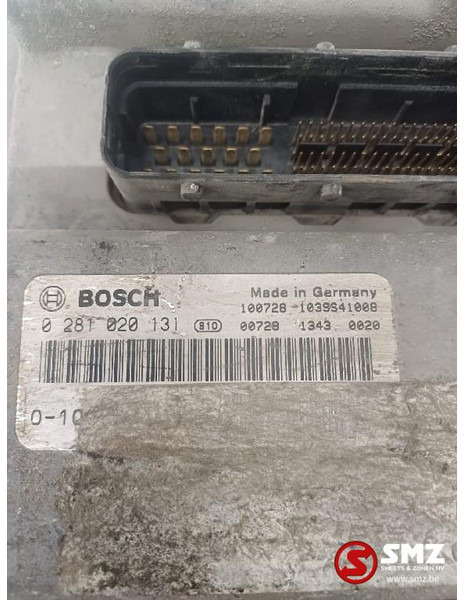 BOSCH
Made in Germany
100728 1039S41008
0 281 020 131 810 00728 1343 0020
SMZ
SMEETS & ZONEN NV
www.smz.be